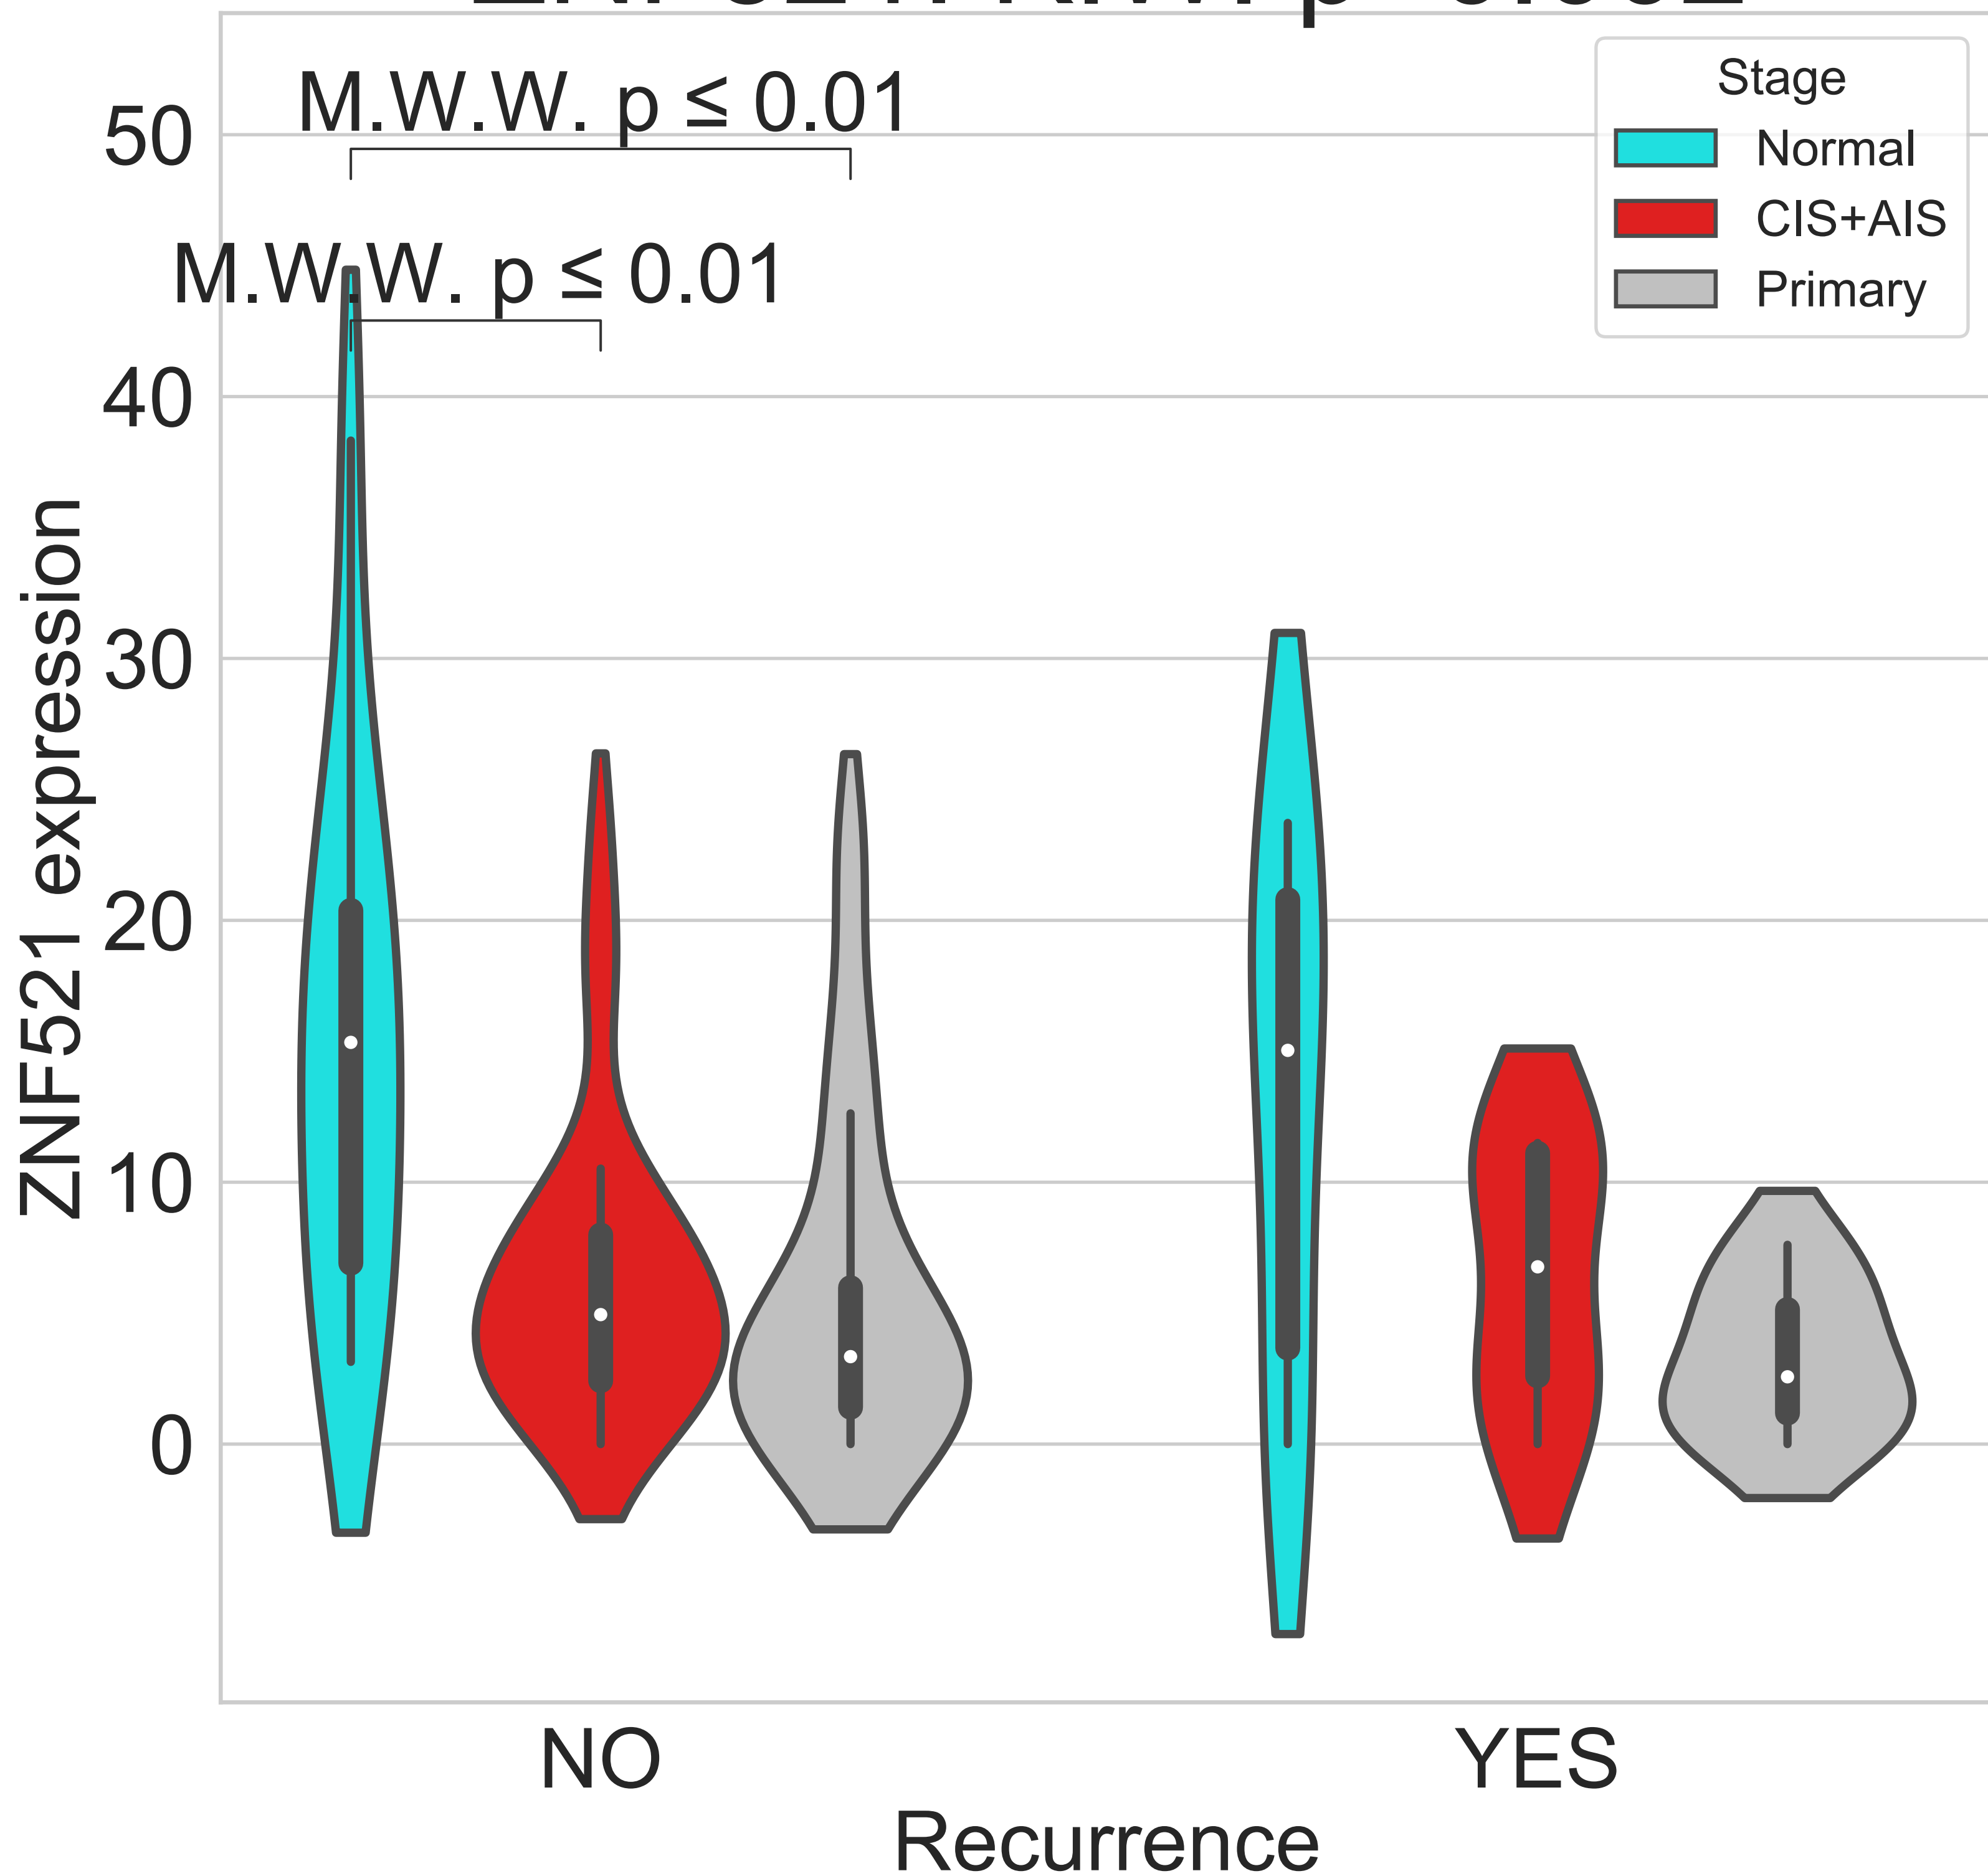 M.W.W. p ≤ 0.01
M.W.W. p ≤ 0.01
Stage
Normal
CIS+AIS
Primary
50
40
30
20
10
0
ZNF521 expression
NO
YES
Recurrence